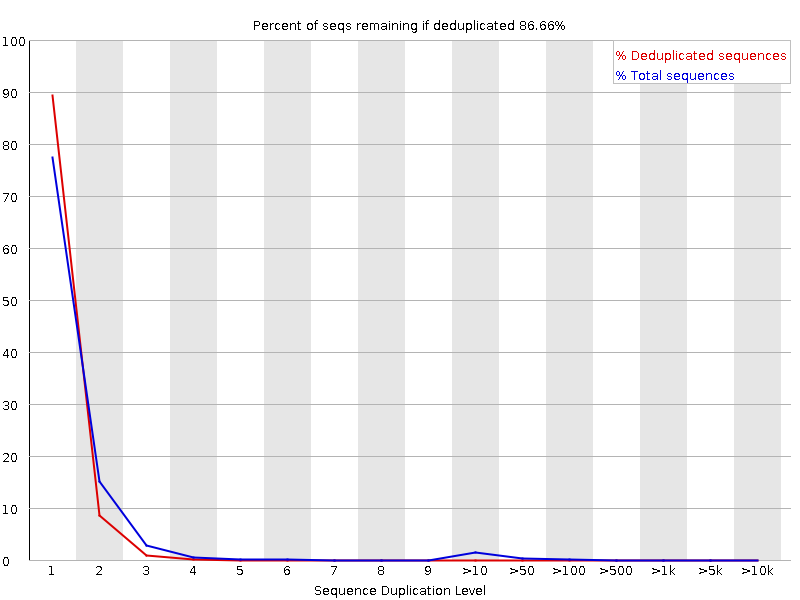 Percent of seqs remaining if deduplicated 86.66%
% Deduplicated sequences
% Total sequences
100
90
80
70
60
50
40
30
20
10
0
1 2 3 4 5 6 7 8 9 >10 >50 >100 >500 >1k >5k >10k
Sequence Duplication Level